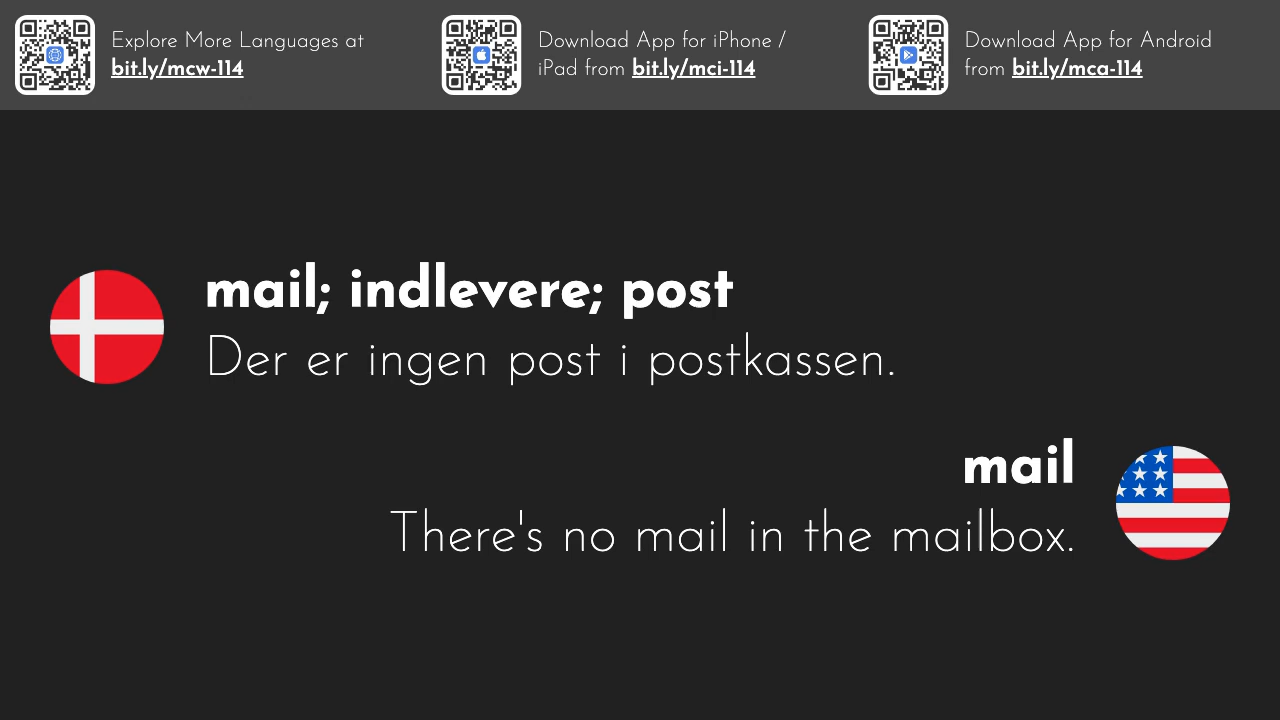 Explore More Languages at
bit.ly/mcw-114
Download App for iPhone /
iPad from bit.ly/mci-114
Download App for Android
from bit.ly/mca-114
mail; indlevere; post
Der er ingen post i postkassen.
mail
There's no mail in the mailbox.